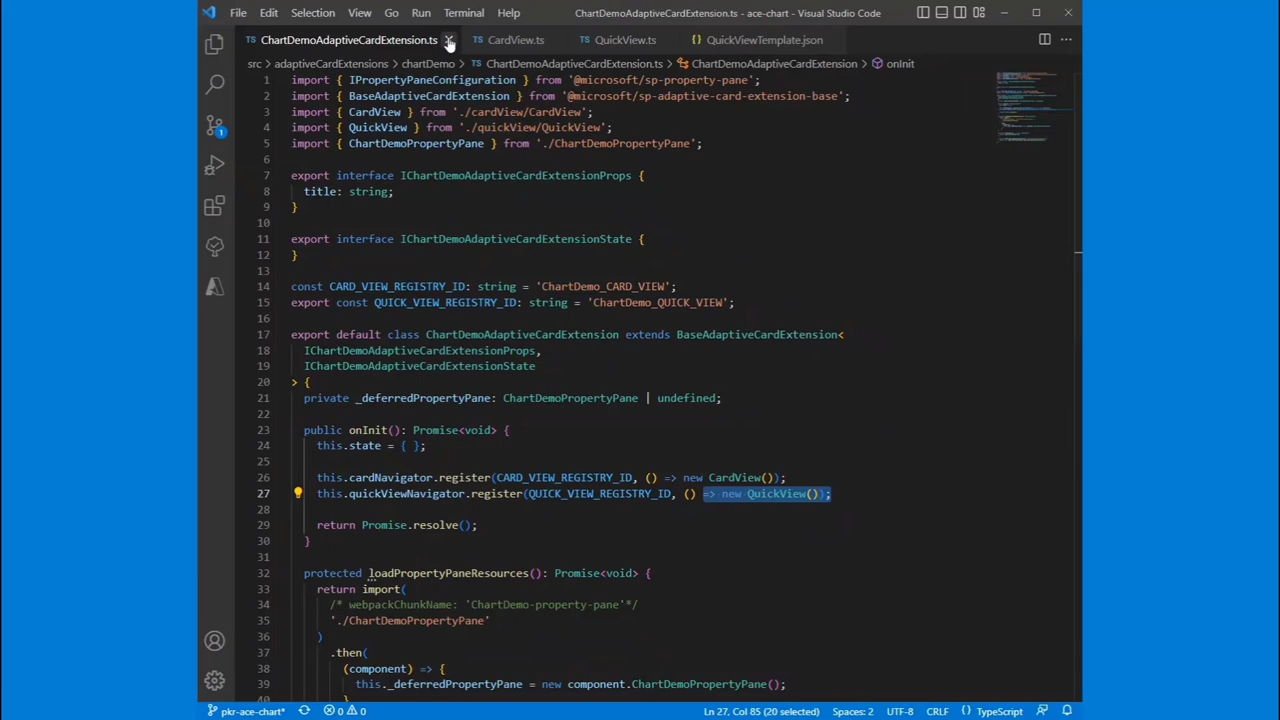 File Edit Selection View Go Run Terminal Help ChartDemoAdaptiveCardExtension.ts - ace-chart - Visual Studio Code
TS ChartDemoAdaptiveCardExtension.ts TS CardView.ts TS QuickView.ts {} QuickViewTemplate.json
src > adaptiveCardExtensions > chartDemo > TS ChartDemoAdaptiveCardExtension.ts > ChartDemoAdaptiveCardExtension > onInit
1 import { IPropertyPaneConfiguration } from '@microsoft/sp-property-pane';
2 import { BaseAdaptiveCardExtension } from '@microsoft/sp-adaptive-card-extension-base';
3 import { CardView } from './cardView/CardView';
4 import { QuickView } from './quickView/QuickView';
5 import { ChartDemoPropertyPane } from './ChartDemoPropertyPane';
6
7 export interface IChartDemoAdaptiveCardExtensionProps {
8 title: string;
9 }
10
11 export interface IChartDemoAdaptiveCardExtensionState {
12 }
13
14 const CARD_VIEW_REGISTRY_ID: string = 'ChartDemo_CARD_VIEW';
15 export const QUICK_VIEW_REGISTRY_ID: string = 'ChartDemo_QUICK_VIEW';
16
17 export default class ChartDemoAdaptiveCardExtension extends BaseAdaptiveCardExtension<
18 IChartDemoAdaptiveCardExtensionProps,
19 IChartDemoAdaptiveCardExtensionState
20 > {
21 private _deferredPropertyPane: ChartDemoPropertyPane | undefined;
22
23 public onInit(): Promise<void> {
24 this.state = { };
25
26 this.cardNavigator.register(CARD_VIEW_REGISTRY_ID, () => new CardView());
27 this.quickViewNavigator.register(QUICK_VIEW_REGISTRY_ID, () => new QuickView());
28
29 return Promise.resolve();
30 }
31
32 protected loadPropertyPaneResources(): Promise<void> {
33 return import(
34 /* webpackChunkName: 'ChartDemo-property-pane'*/
35 './ChartDemoPropertyPane'
36 )
37 .then(
38 (component) => {
39 this._deferredPropertyPane = new component.ChartDemoPropertyPane();
40 }
1
pkr-ace-chart* 0 0 Ln 27, Col 85 (20 selected) Spaces: 2 UTF-8 CRLF {} TypeScript